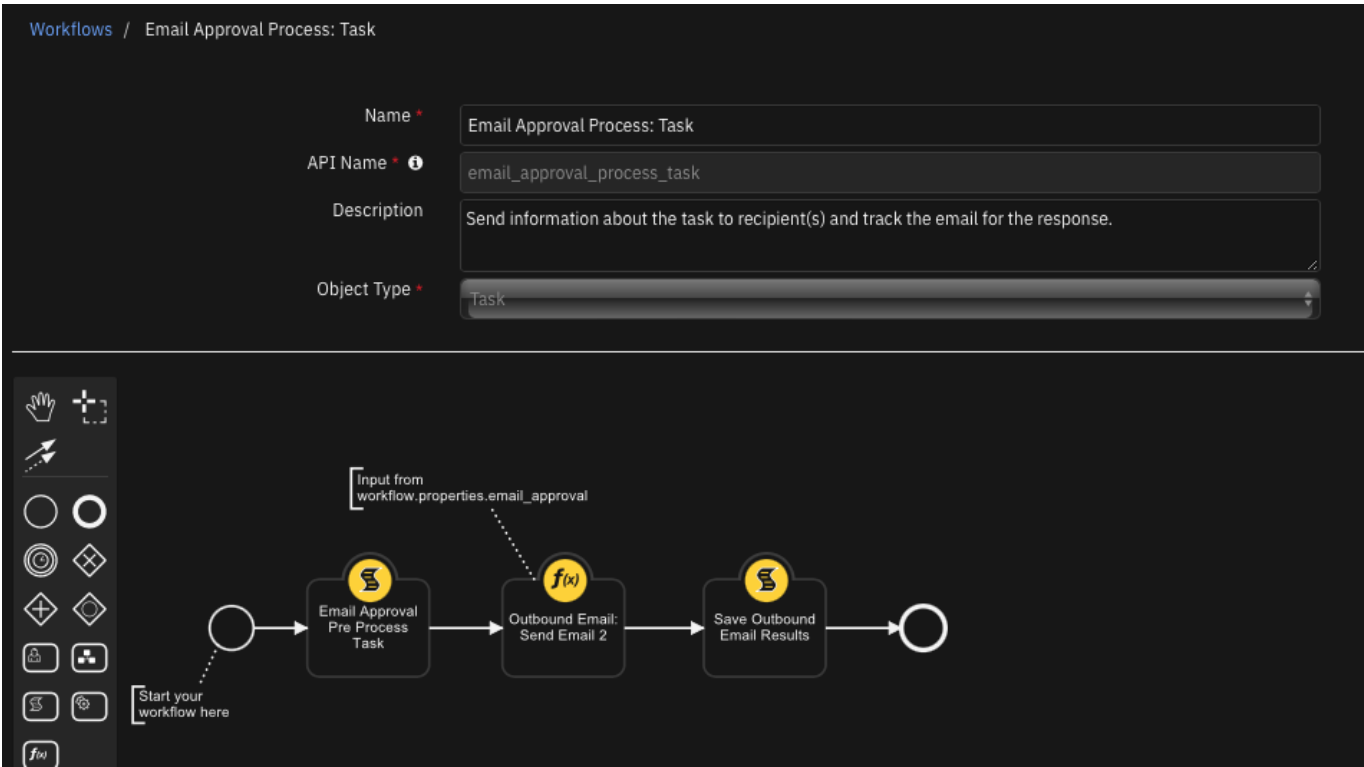 Workflows / Email Approval Process: Task
Name *
Email Approval Process: Task
API Name *
email_approval_process_task
Description
Send information about the task to recipient(s) and track the email for the response.
Object Type *
Task
Input from
workflow.properties.email_approval
f(x)
Email Approval
Pre Process
Task
Outbound Email:
Send Email 2
Save Outbound
Email Results
Start your
workflow here
f(x)